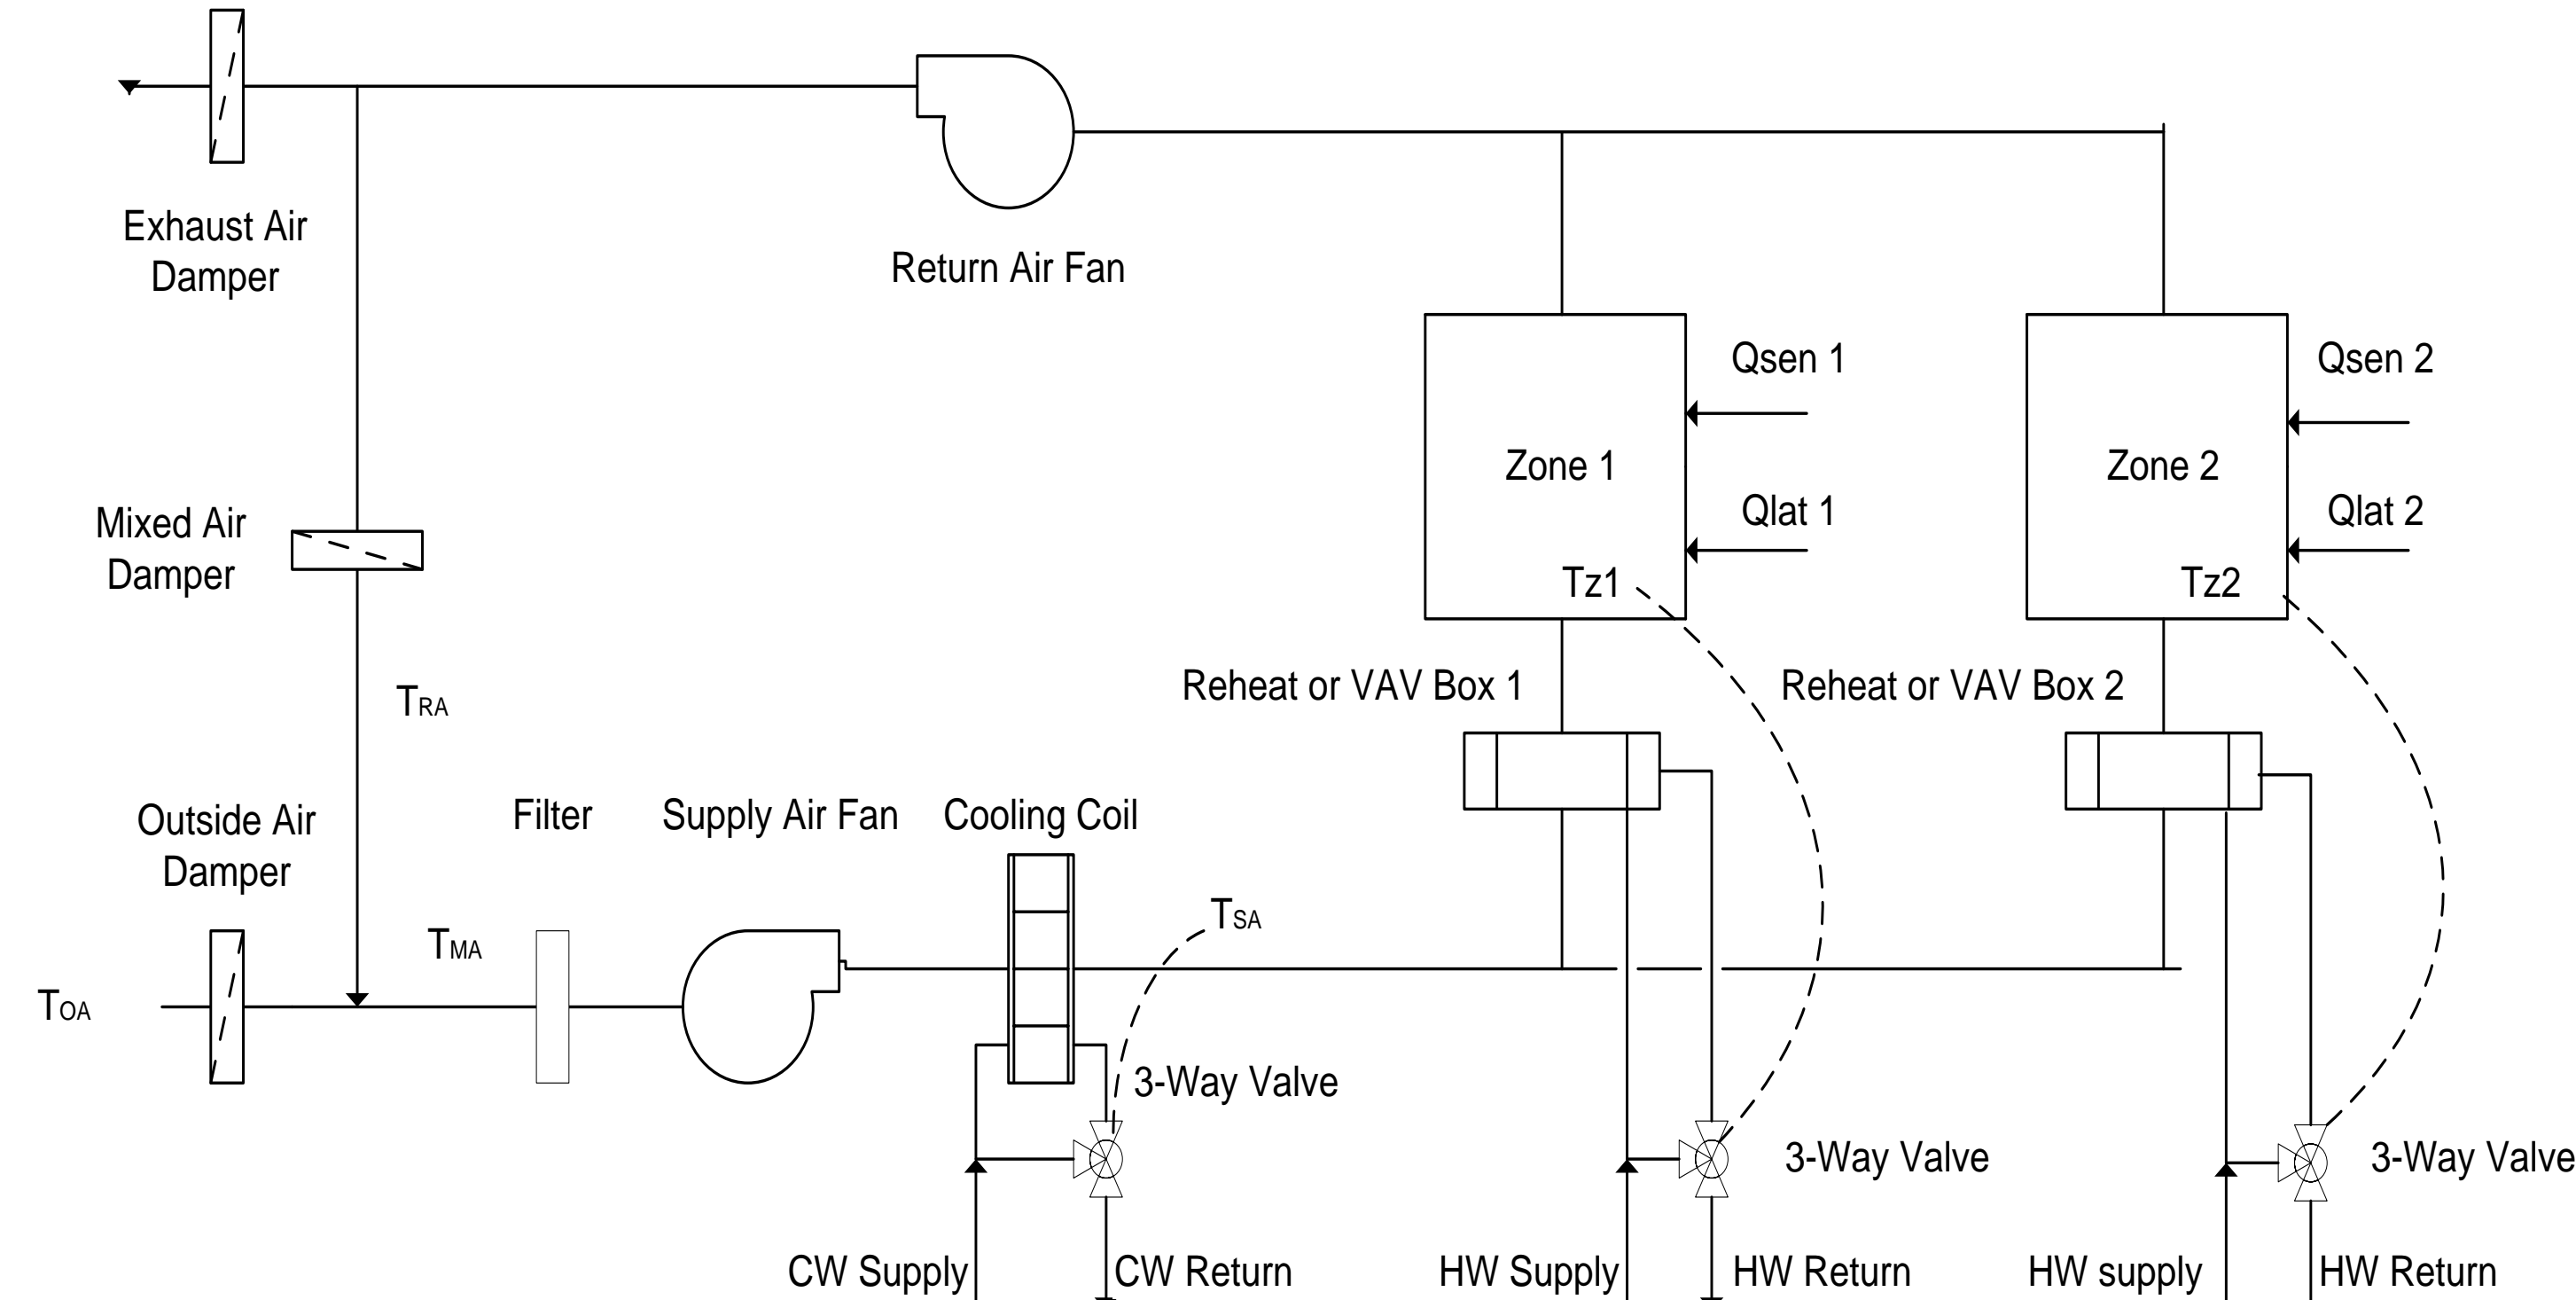 Exhaust Air
Damper
Return Air Fan
Qsen 1
Qsen 2
Zone 1
Zone 2
Qlat 1
Qlat 2
Mixed Air
Damper
Tz1
Tz2
TRA
Reheat or VAV Box 1
Reheat or VAV Box 2
Outside Air
Damper
Filter
Supply Air Fan
Cooling Coil
TSA
TMA
TOA
3-Way Valve
3-Way Valve
3-Way Valve
CW Supply
CW Return
HW Supply
HW Return
HW supply
HW Return